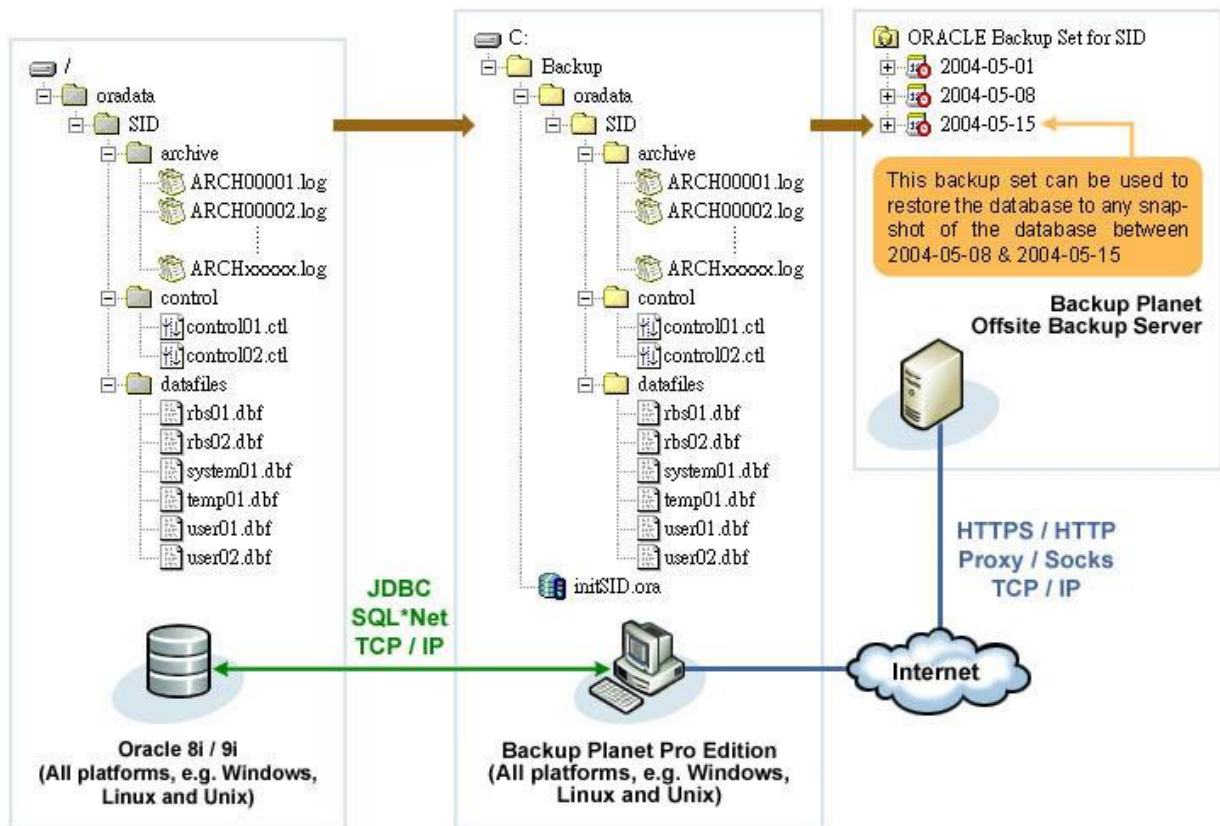 /
oradata
SID
archive
ARCH00001.log
ARCH00002.log
ARCHxxxxx.log
control
control01.ctl
control02.ctl
datafiles
rbs01.dbf
rbs02.dbf
system01.dbf
temp01.dbf
user01.dbf
user02.dbf
Oracle 8i / 9i
(All platforms, e.g. Windows,
Linux and Unix)
JDBC
SQL*Net
TCP / IP
C:
Backup
oradata
SID
archive
ARCH00001.log
ARCH00002.log
ARCHxxxxx.log
control
control01.ctl
control02.ctl
datafiles
rbs01.dbf
rbs02.dbf
system01.dbf
temp01.dbf
user01.dbf
user02.dbf
initSID.ora
Backup Planet Pro Edition
(All platforms, e.g. Windows,
Linux and Unix)
ORACLE Backup Set for SID
2004-05-01
2004-05-08
2004-05-15
This backup set can be used to
restore the database to any snap-
shot of the database between
2004-05-08 & 2004-05-15
Backup Planet
Offsite Backup Server
HTTPS / HTTP
Proxy / Socks
TCP / IP
Internet